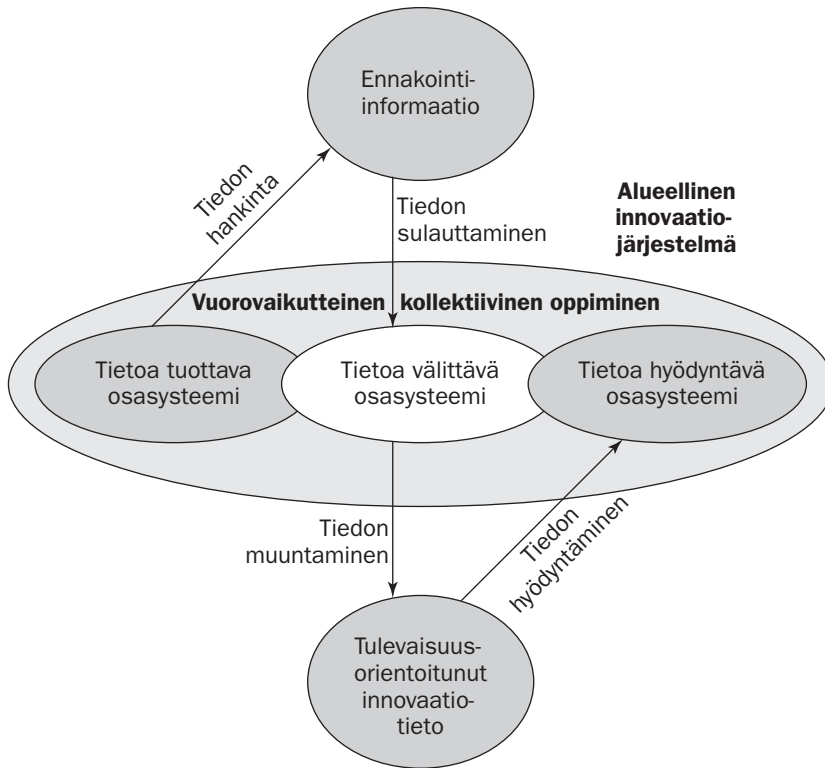 Ennakointi-
informaatio
Tiedon
hankinta
Tiedon
sulauttaminen
Alueellinen
innovaatio-
järjestelmä
Vuorovaikutteinen kollektiivinen oppiminen
Tietoa tuottava
osasysteemi
Tietoa välittävä
osasysteemi
Tietoa hyödyntävä
osasysteemi
Tiedon
muuntaminen
Tiedon
hyödyntäminen
Tulevaisuus-
orientoitunut
innovaatio-
tieto